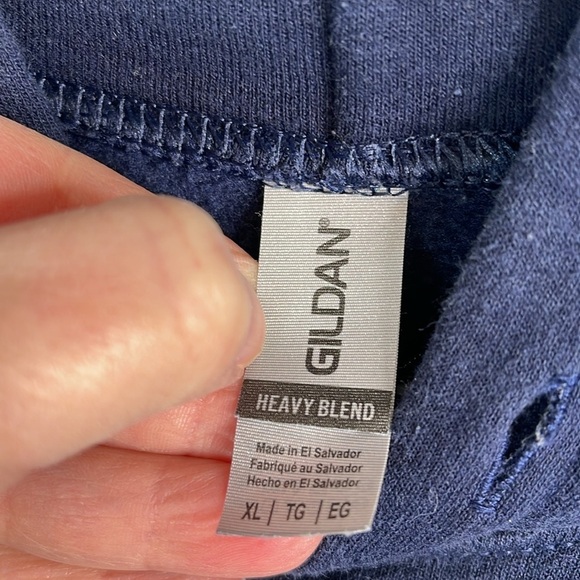 GILDAN®
HEAVY BLEND
Made in El Salvador
Fabriqué au Salvador
Hecho en El Salvador
XL | TG | EG